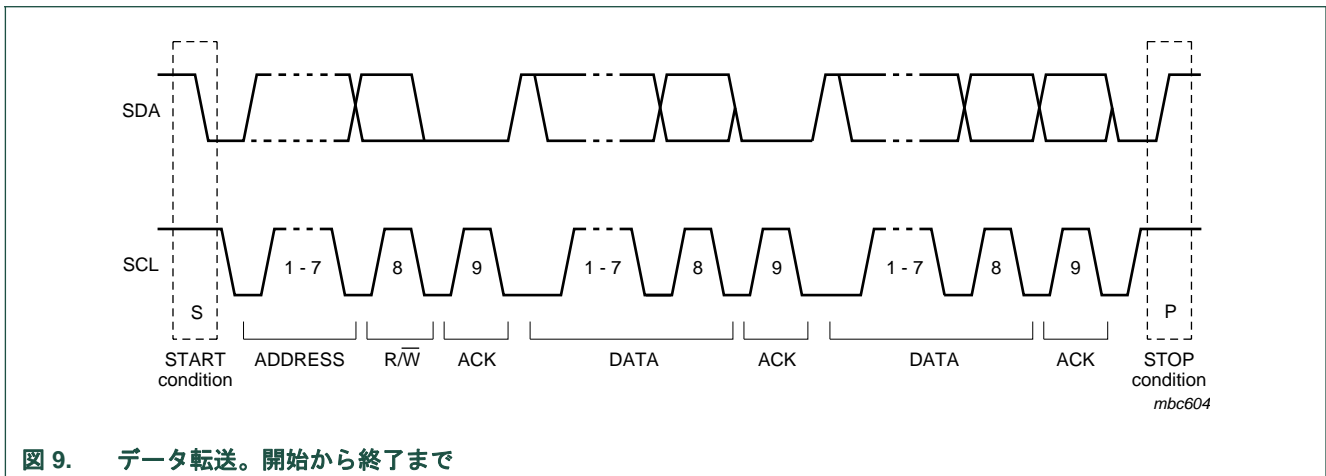 SDA
SCL
1 - 7
8
9
1 - 7
8
9
1 - 7
8
9
S
P
START
condition
ADDRESS
R/W̅
ACK
DATA
ACK
DATA
ACK
STOP
condition
mbc604
図 9. データ転送。開始から終了まで